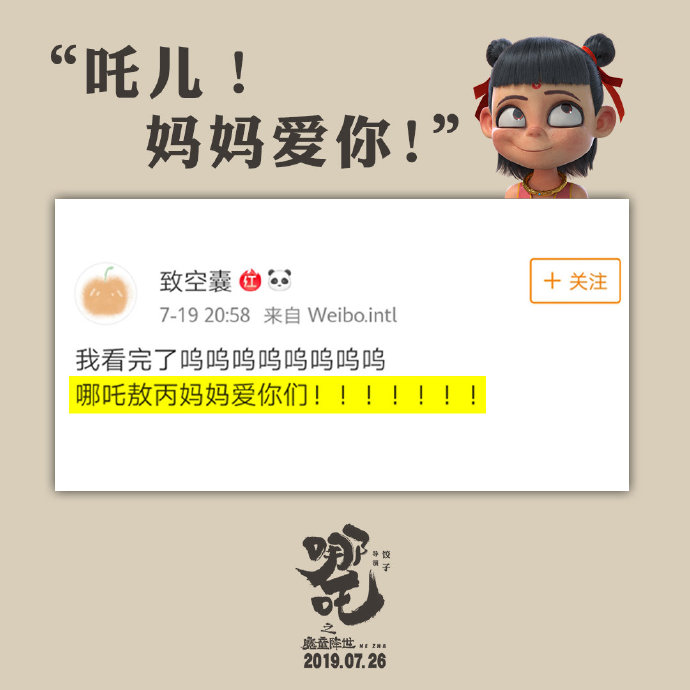 “吒儿！
妈妈爱你！”
致空囊 红
7-19 20:58 来自 Weibo.intl
+ 关注
我看完了呜呜呜呜呜呜呜呜
哪吒敖丙妈妈爱你们！！！！！！！
哪吒
导演 饺子
之
魔童降世 NE ZHA
2019.07.26